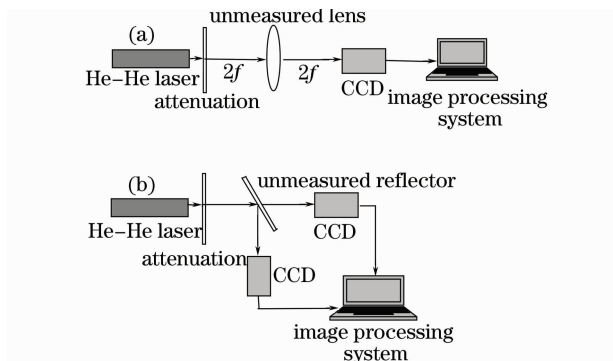 unmeasured lens
(a)
He–He laser
2f
2f
attenuation
CCD
image processing
system
(b)
unmeasured reflector
He–He laser
CCD
attenuation
CCD
image processing
system